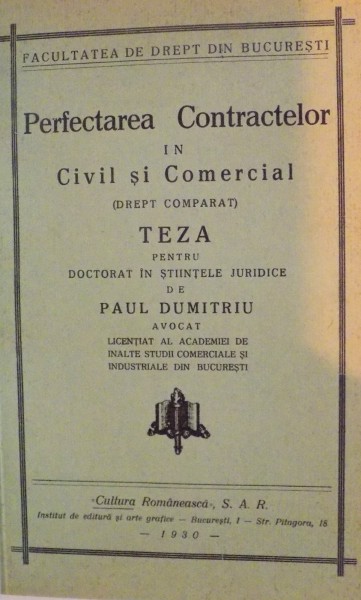 FACULTATEA DE DREPT DIN BUCUREȘTI
Perfectarea Contractelor
IN
Civil și Comercial
(DREPT COMPARAT)
TEZA
PENTRU
DOCTORAT ÎN ȘTIINȚELE JURIDICE
DE
PAUL DUMITRIU
AVOCAT
LICENȚIAT AL ACADEMIEI DE
INALTE STUDII COMERCIALE ȘI
INDUSTRIALE DIN BUCUREȘTI
«Cultura Românească», S. A. R.
Institut de editură și arte grafice — București, 1 — Str. Pitagora, 18
— 1930 —